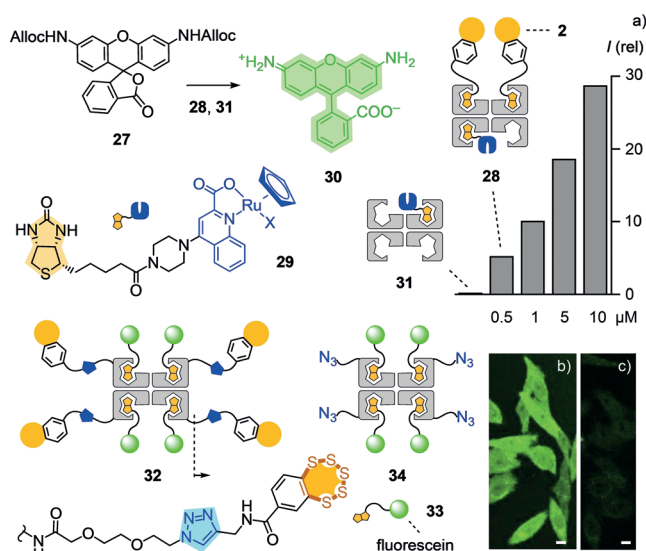 AllocHN
O
NHAlloc
O
O
27
28, 31
⁺H₂N
O
NH₂
COO⁻
30
2
28
a)
I (rel)
30
20
10
0
0.5
1
5
10
µM
O
HN
NH
S
O
N
N
O
O
N
Ru
X
29
31
32
N₃
N₃
N₃
N₃
34
b)
c)
N
H
O
O
O
N
N
N
H
N
O
S
S
S
S
S
S
33
fluorescein